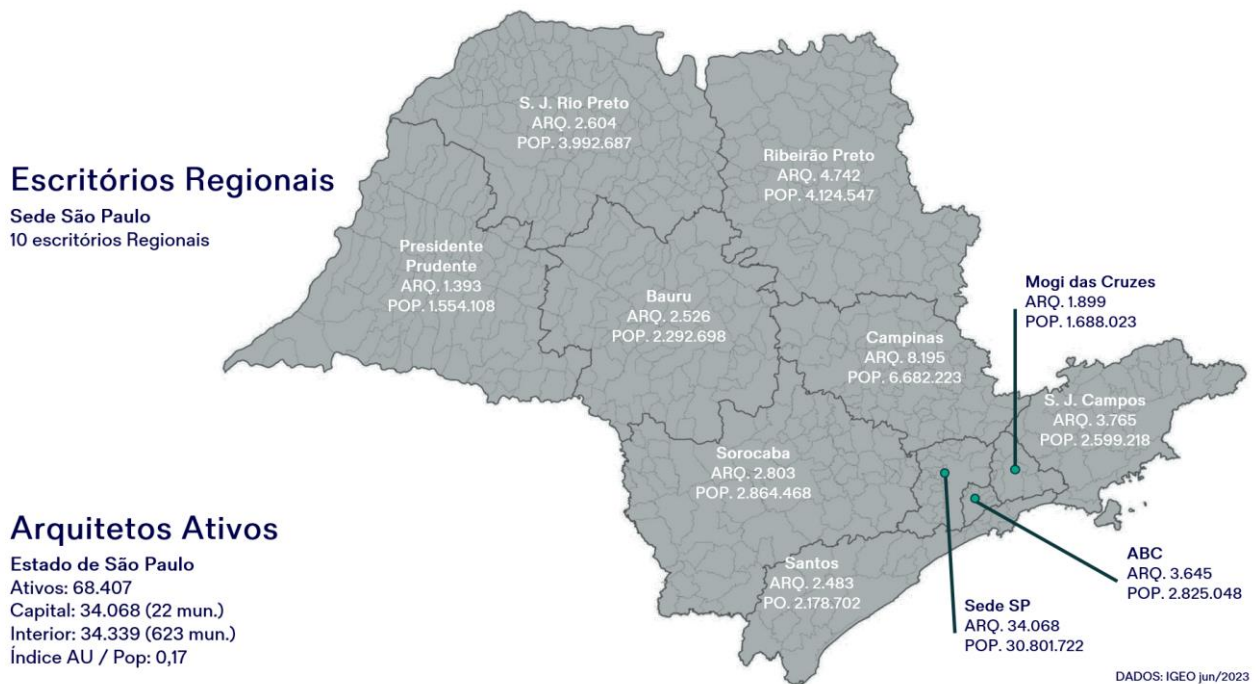 Escritórios Regionais
Sede São Paulo
10 escritórios Regionais
S. J. Rio Preto
ARQ. 2.604
POP. 3.992.687
Ribeirão Preto
ARQ. 4.742
POP. 4.124.547
Presidente
Prudente
ARQ. 1.393
POP. 1.554.108
Bauru
ARQ. 2.526
POP. 2.292.698
Campinas
ARQ. 8.195
POP. 6.682.223
Mogi das Cruzes
ARQ. 1.899
POP. 1.688.023
S. J. Campos
ARQ. 3.765
POP. 2.599.218
Sorocaba
ARQ. 2.803
POP. 2.864.468
Santos
ARQ. 2.483
PO. 2.178.702
Sede SP
ARQ. 34.068
POP. 30.801.722
ABC
ARQ. 3.645
POP. 2.825.048
Arquitetos Ativos
Estado de São Paulo
Ativos: 68.407
Capital: 34.068 (22 mun.)
Interior: 34.339 (623 mun.)
Índice AU / Pop: 0,17
DADOS: IGEO jun/2023